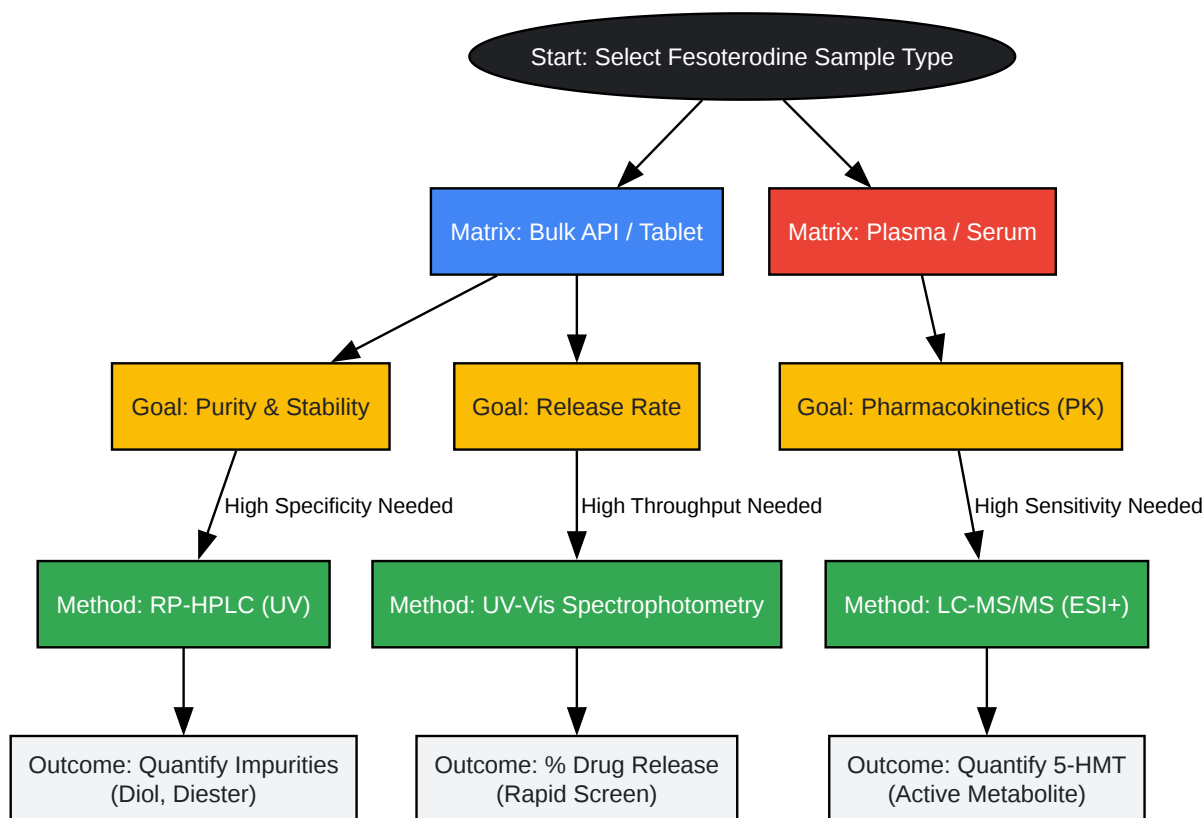 Start: Select Fesoterodine Sample Type
Matrix: Bulk API / Tablet
Matrix: Plasma / Serum
Goal: Purity & Stability
Goal: Release Rate
Goal: Pharmacokinetics (PK)
High Specificity Needed
High Throughput Needed
High Sensitivity Needed
Method: RP-HPLC (UV)
Method: UV-Vis Spectrophotometry
Method: LC-MS/MS (ESI+)
Outcome: Quantify Impurities
(Diol, Diester)
Outcome: % Drug Release
(Rapid Screen)
Outcome: Quantify 5-HMT
(Active Metabolite)